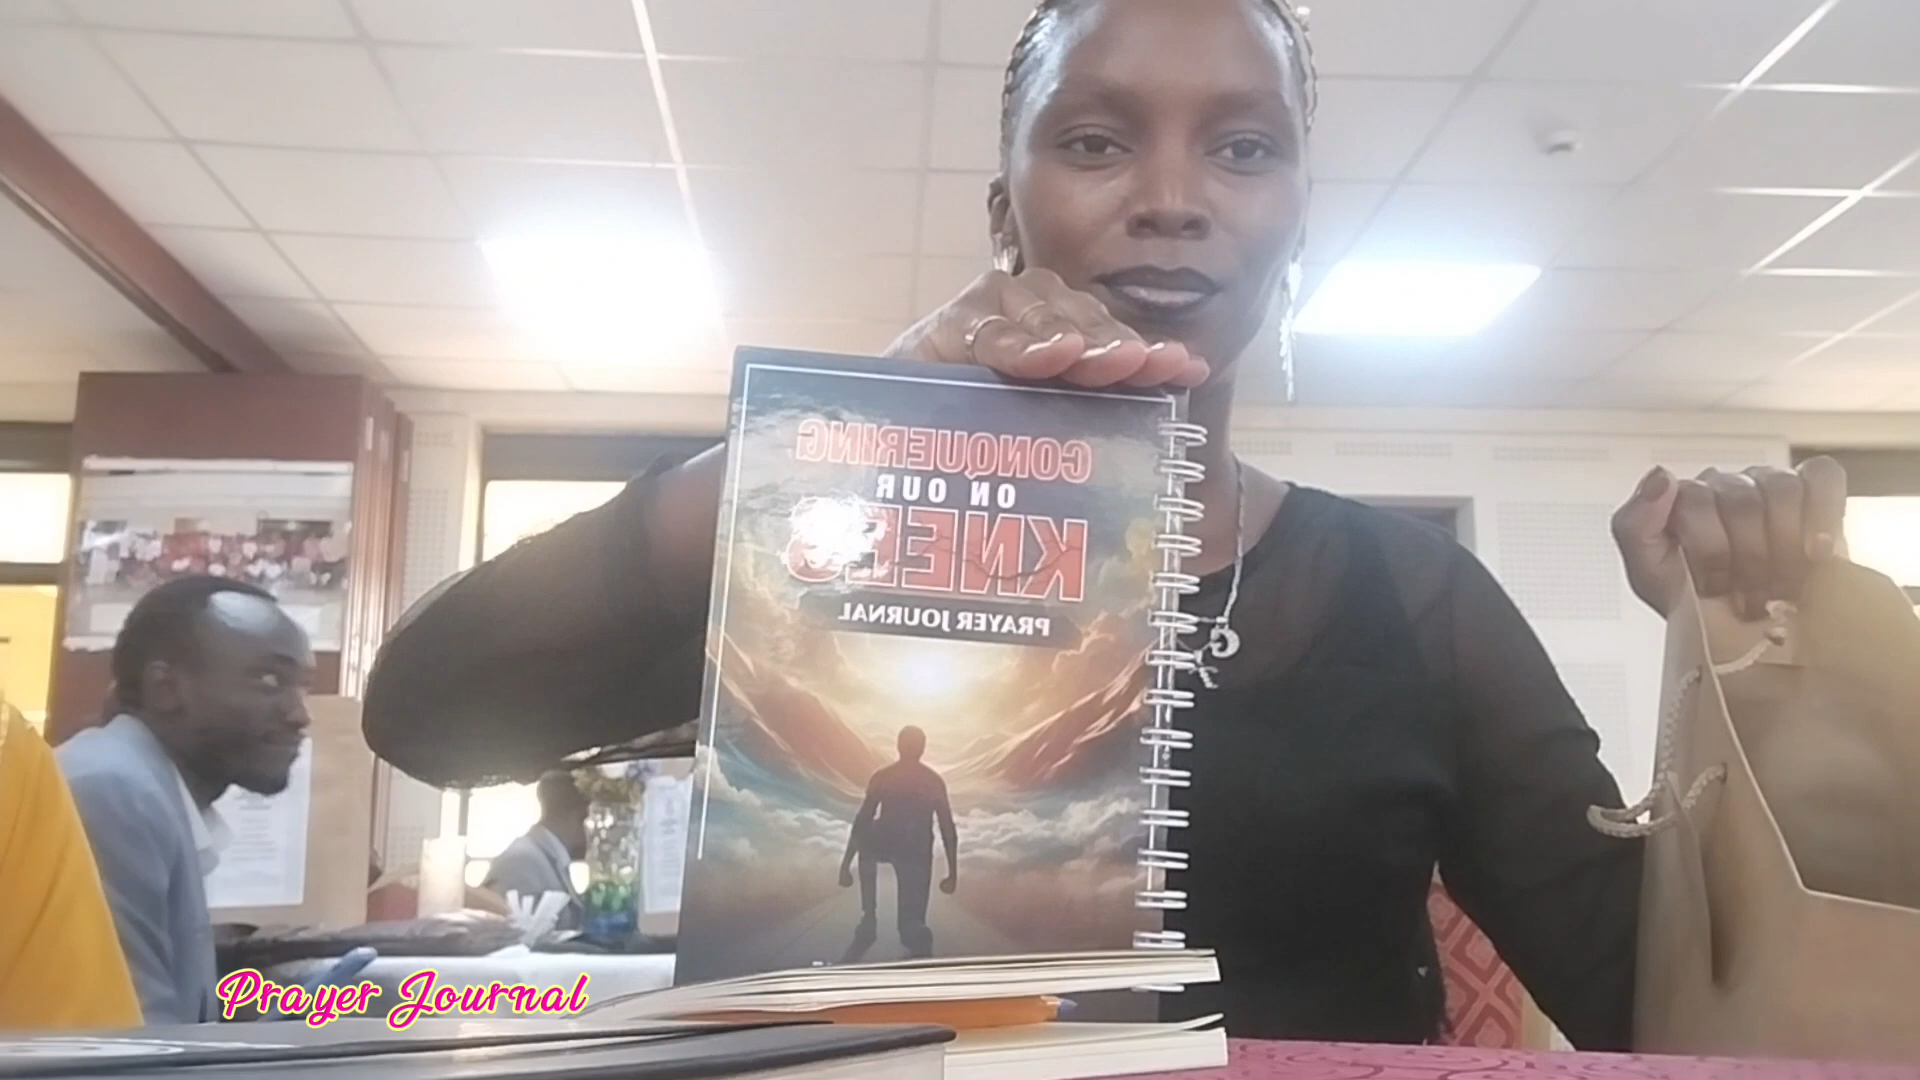 CONQUERING
ON OUR
KNEES
PRAYER JOURNAL
Prayer Journal